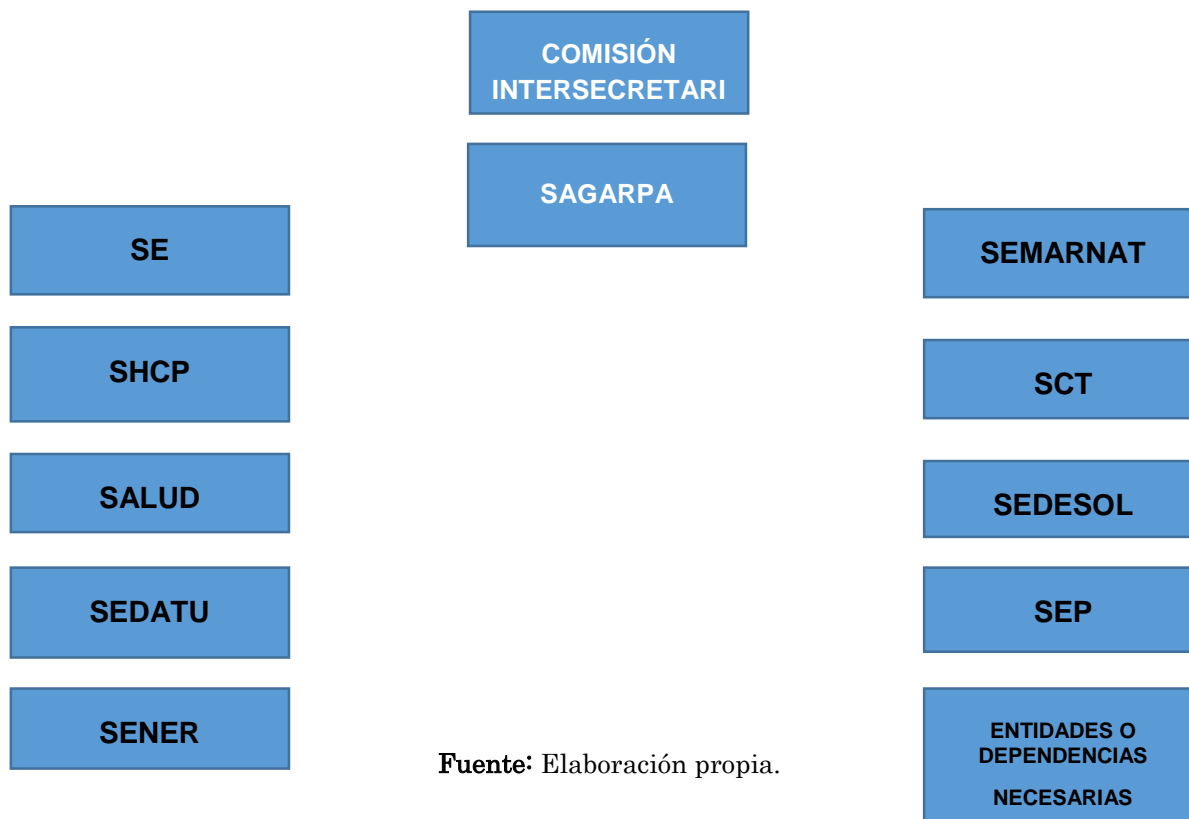 COMISIÓN
INTERSECRETARI
SAGARPA
SE
SHCP
SALUD
SEDATU
SENER
SEMARNAT
SCT
SEDESOL
SEP
ENTIDADES O
DEPENDENCIAS
NECESARIAS
Fuente: Elaboración propia.